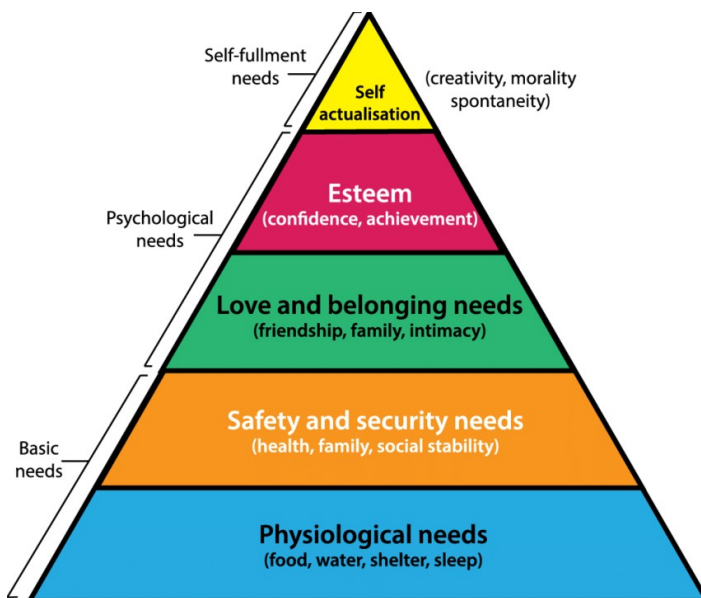 Self-fullment
needs
Self
actualisation
(creativity, morality
spontaneity)
Psychological
needs
Esteem
(confidence, achievement)
Love and belonging needs
(friendship, family, intimacy)
Basic
needs
Safety and security needs
(health, family, social stability)
Physiological needs
(food, water, shelter, sleep)